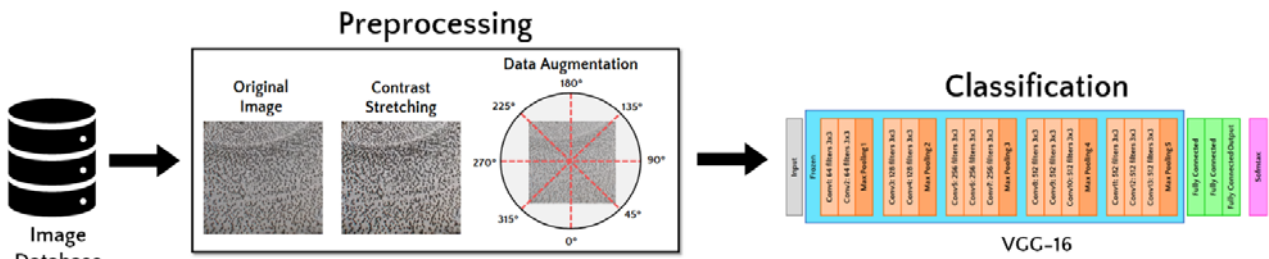 Preprocessing
Original
Image
Contrast
Stretching
Data Augmentation
180°
225°
135°
270°
90°
315°
45°
0°
Image
Database
Classification
Input
Frozen
Conv1: 64 filters 3x3
Conv2: 64 filters 3x3
Max Pooling 1
Conv3: 128 filters 3x3
Conv4: 128 filters 3x3
Max Pooling 2
Conv5: 256 filters 3x3
Conv6: 256 filters 3x3
Conv7: 256 filters 3x3
Max Pooling 3
Conv8: 512 filters 3x3
Conv9: 512 filters 3x3
Conv10: 512 filters 3x3
Max Pooling 4
Conv11: 512 filters 3x3
Conv12: 512 filters 3x3
Conv13: 512 filters 3x3
Max Pooling 5
Fully Connected
Fully Connected
Fully Connected Output
Softmax
VGG-16